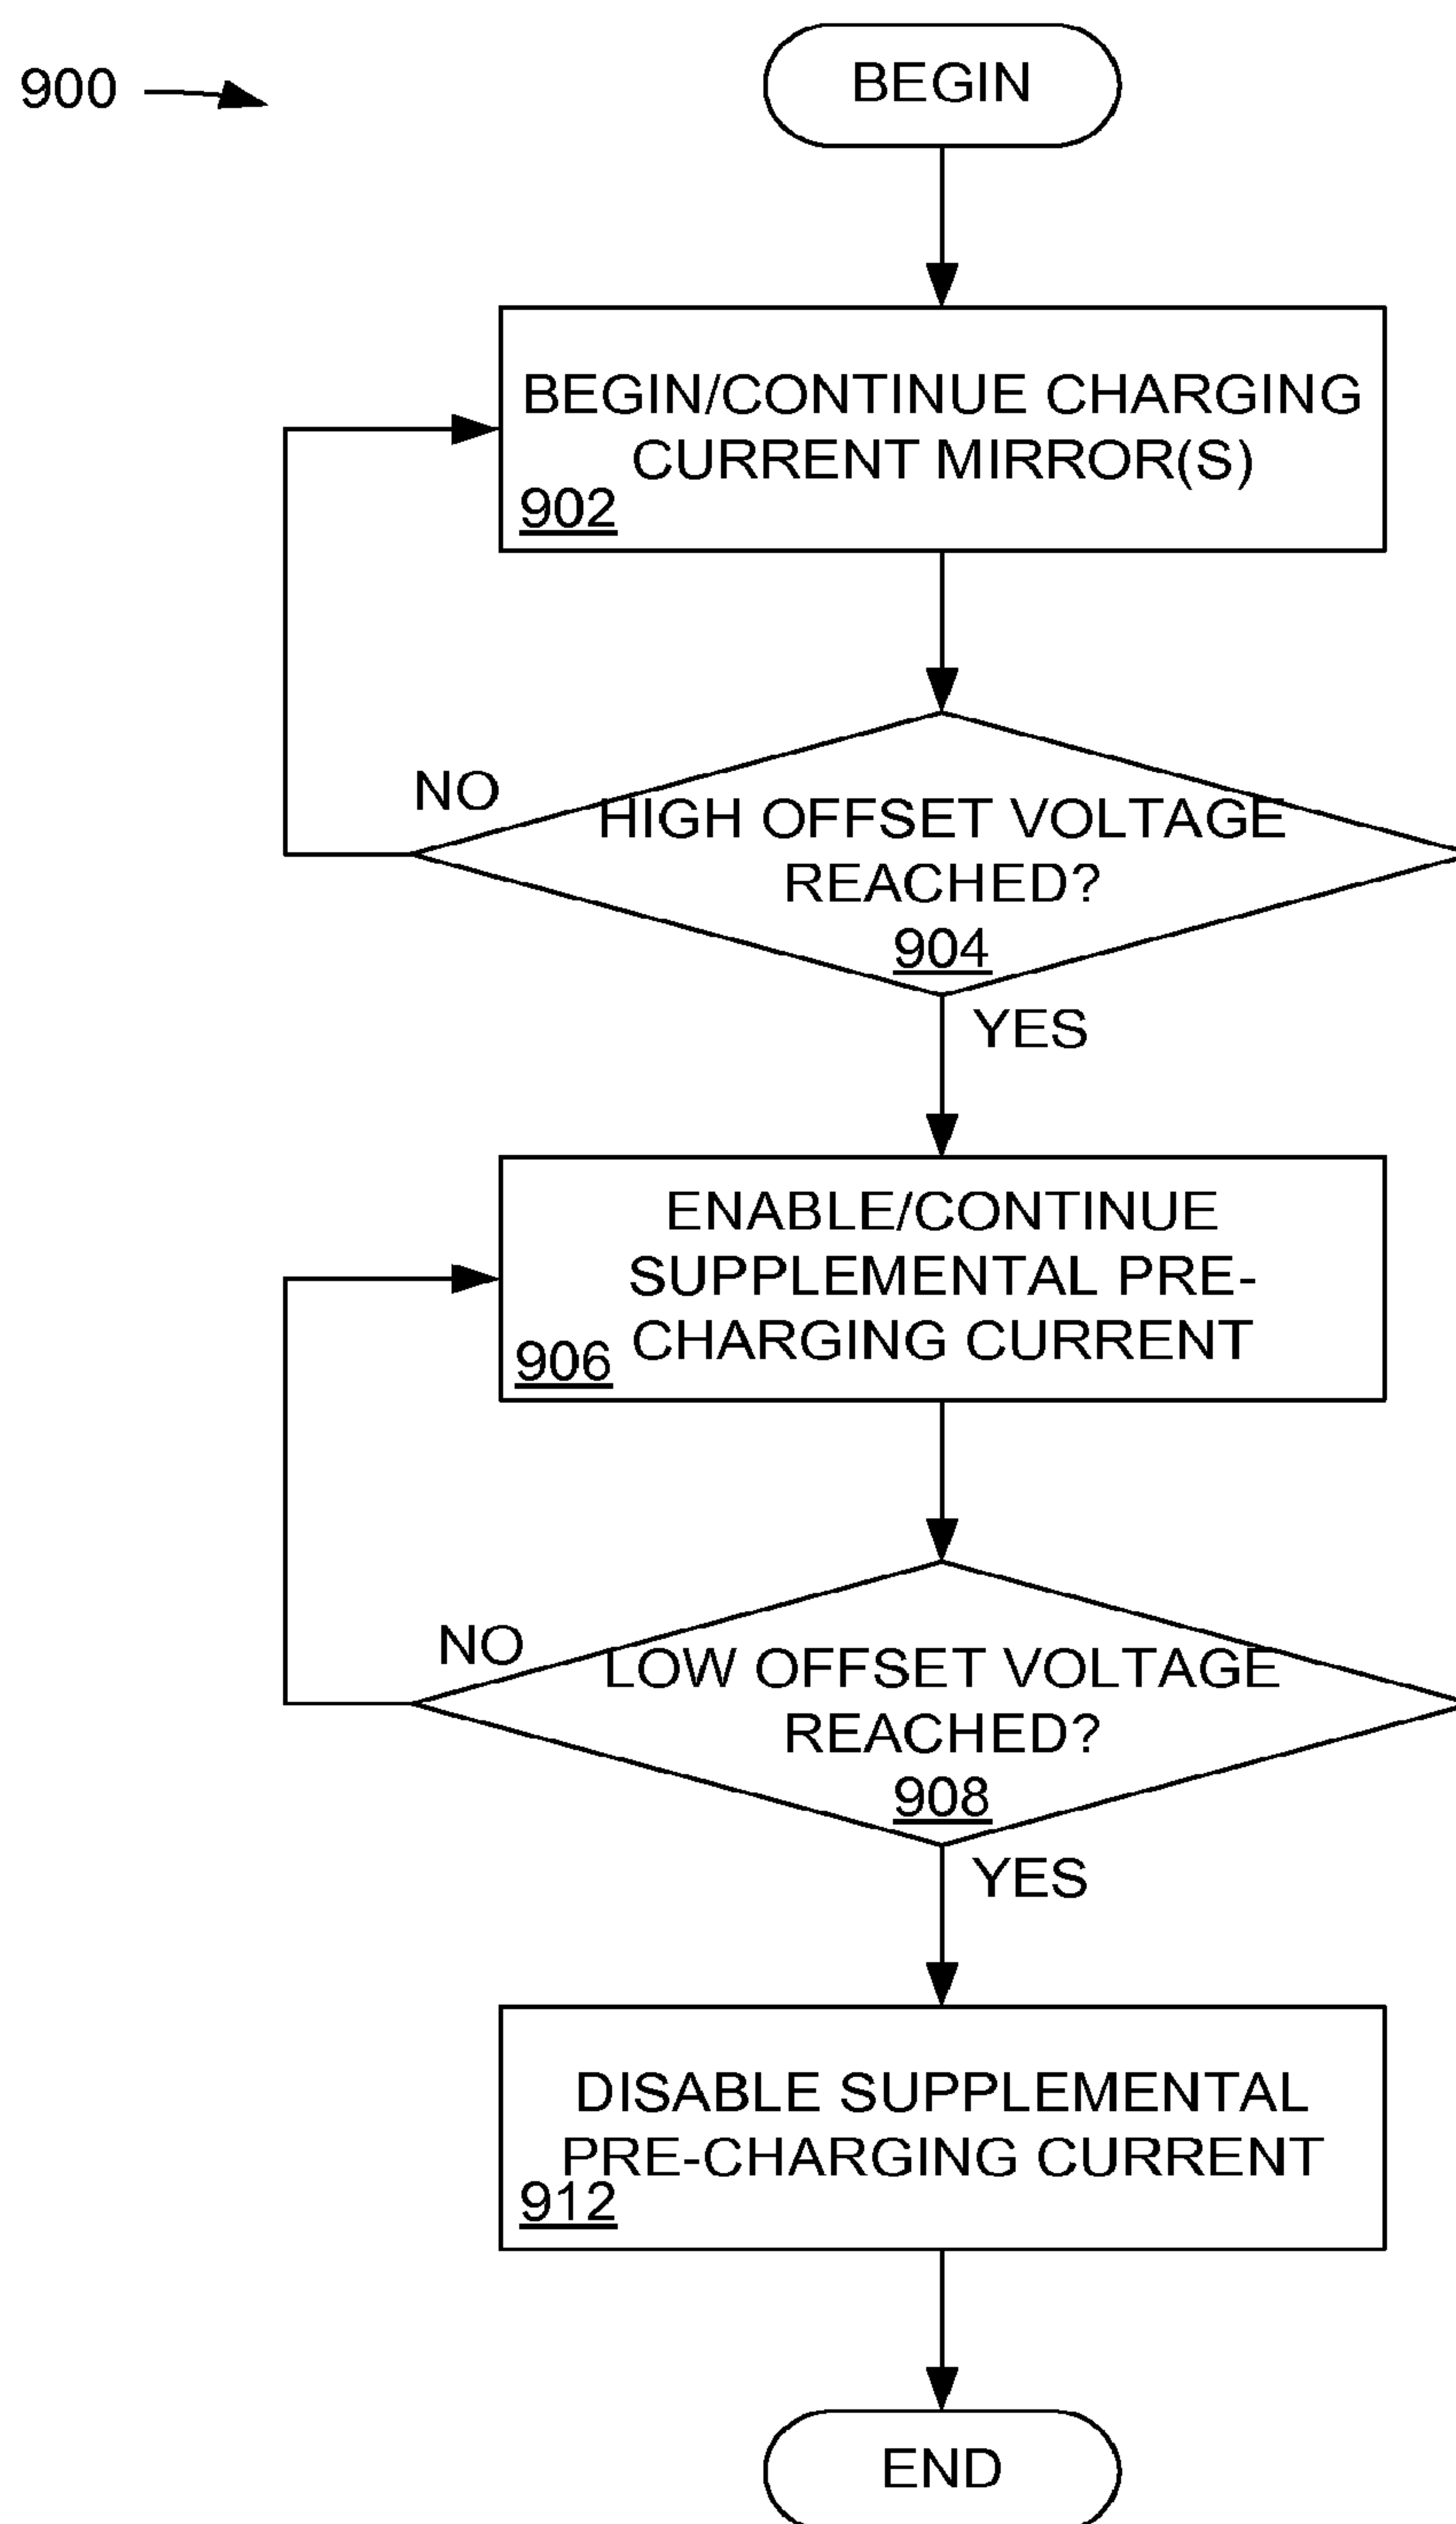 900
BEGIN
BEGIN/CONTINUE CHARGING
CURRENT MIRROR(S)
902
NO
HIGH OFFSET VOLTAGE
REACHED?
904
YES
ENABLE/CONTINUE
SUPPLEMENTAL PRE-
CHARGING CURRENT
906
NO
LOW OFFSET VOLTAGE
REACHED?
908
YES
DISABLE SUPPLEMENTAL
PRE-CHARGING CURRENT
912
END